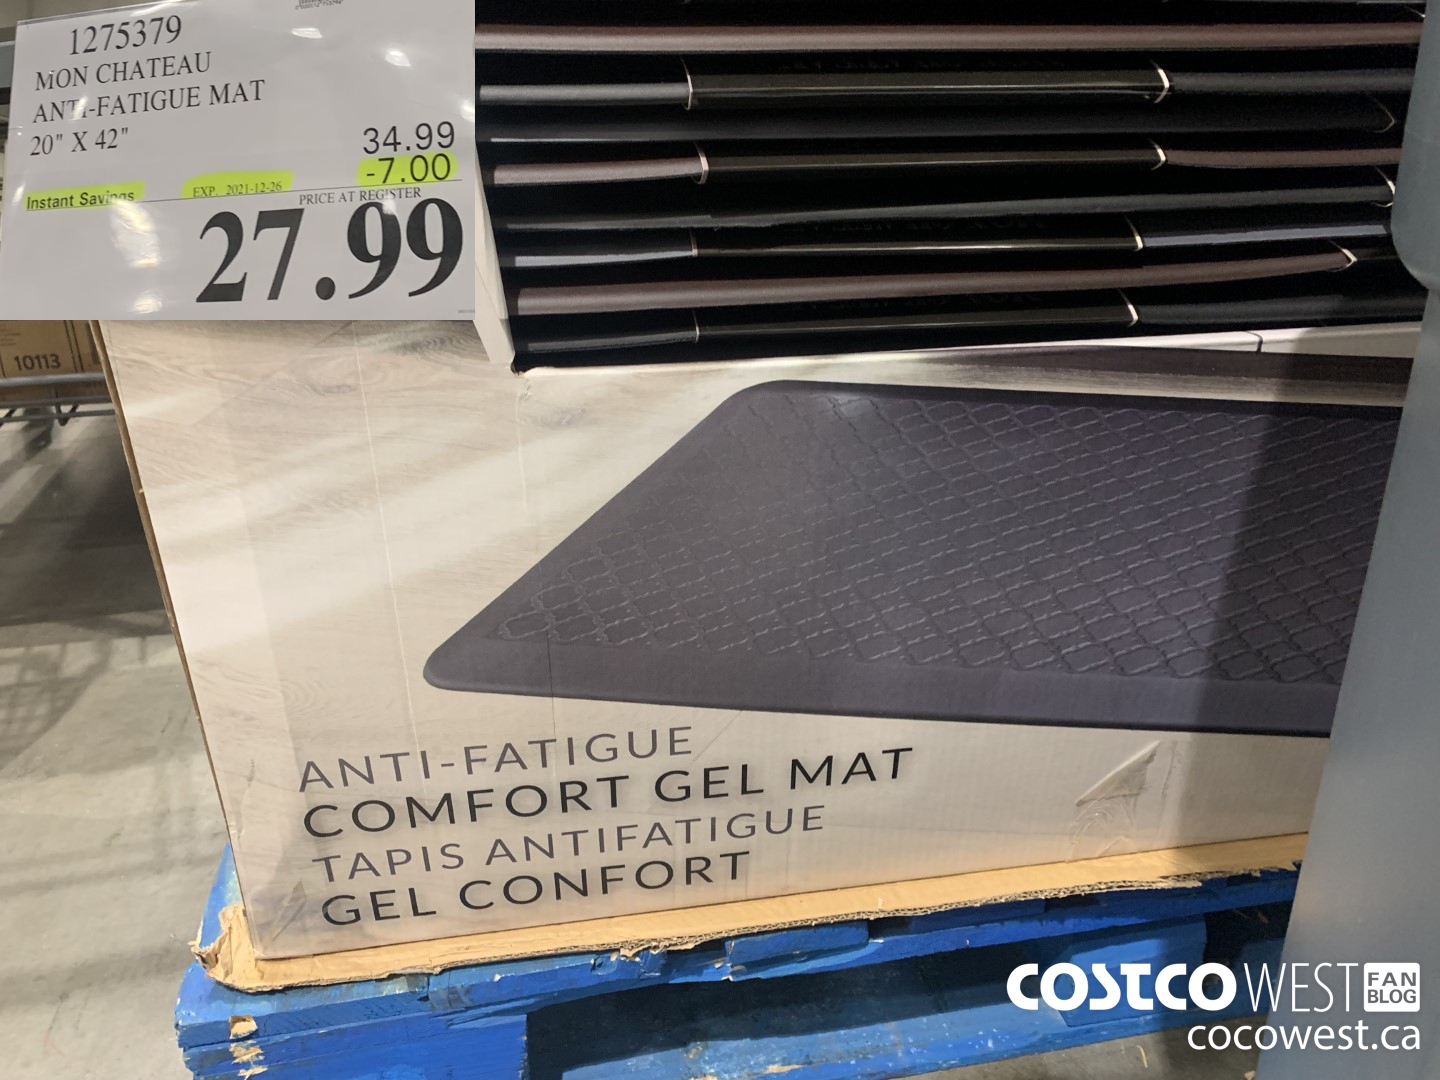 1275379
MON CHATEAU
ANTI-FATIGUE MAT
20" X 42"
34.99
-7.00
Instant Savings
EXP. 2021-12-26
PRICE AT REGISTER
27.99
10113
ANTI-FATIGUE
COMFORT GEL MAT
TAPIS ANTIFATIGUE
GEL CONFORT
COSTCO WEST FAN BLOG
cocowest.ca